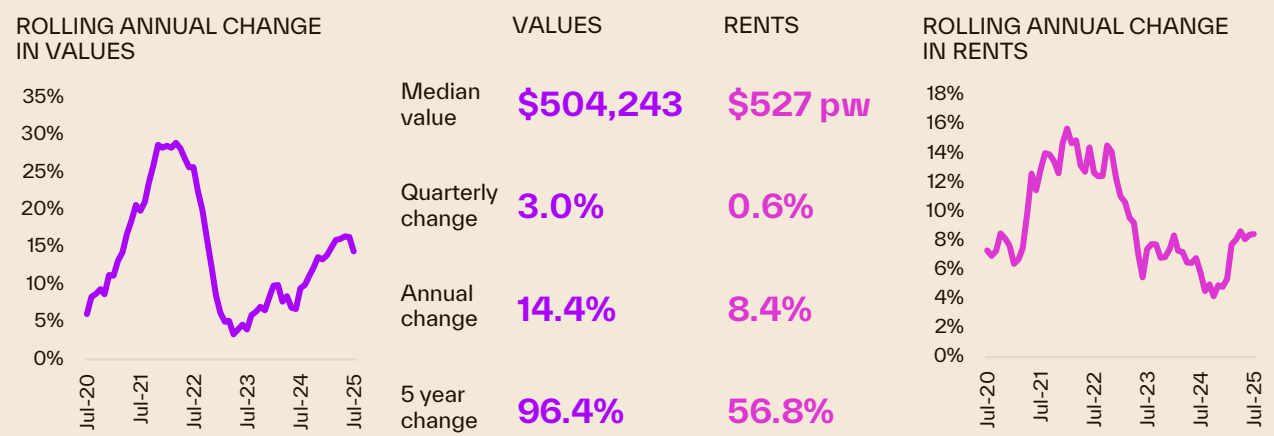 ROLLING ANNUAL CHANGE
IN VALUES
35%
30%
25%
20%
15%
10%
5%
0%
Jul-20
Jul-21
Jul-22
Jul-23
Jul-24
Jul-25
VALUES
RENTS
Median
value
$504,243
$527 pw
Quarterly
change
3.0%
0.6%
Annual
change
14.4%
8.4%
5 year
change
96.4%
56.8%
ROLLING ANNUAL CHANGE
IN RENTS
18%
16%
14%
12%
10%
8%
6%
4%
2%
0%
Jul-20
Jul-21
Jul-22
Jul-23
Jul-24
Jul-25